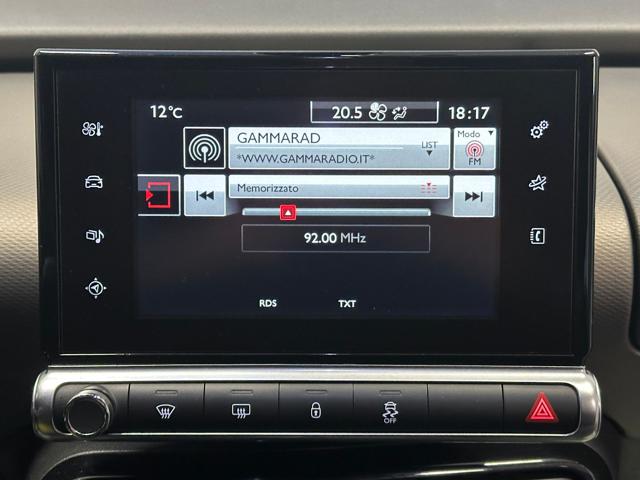 12°C 20.5 18:17
GAMMARAD
*WWW.GAMMARADIO.IT*
LIST
Modo
FM
Memorizzato
92.00 MHz
RDS TXT
OFF